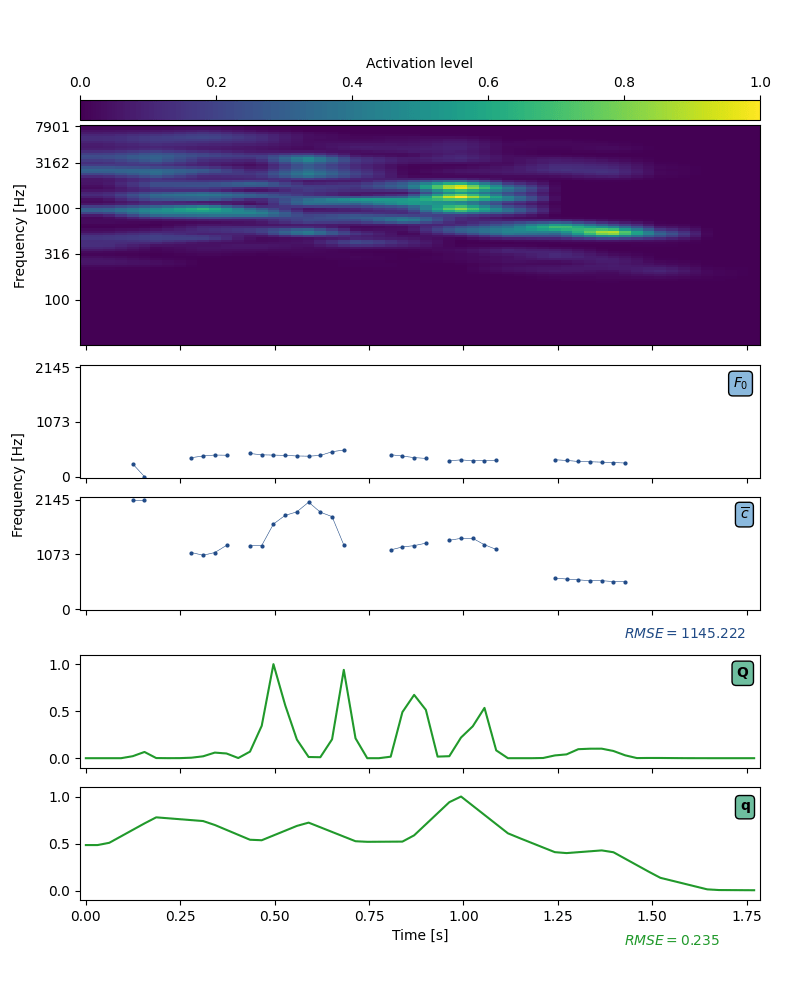 Activation level
0.0 0.2 0.4 0.6 0.8 1.0
7901
3162
1000
316
100
Frequency [Hz]
2145
1073
0
F₀
2145
1073
0
c̅
Frequency [Hz]
RMSE = 1145.222
1.0
0.5
0.0
Q
1.0
0.5
0.0
q
0.00 0.25 0.50 0.75 1.00 1.25 1.50 1.75
Time [s]
RMSE = 0.235